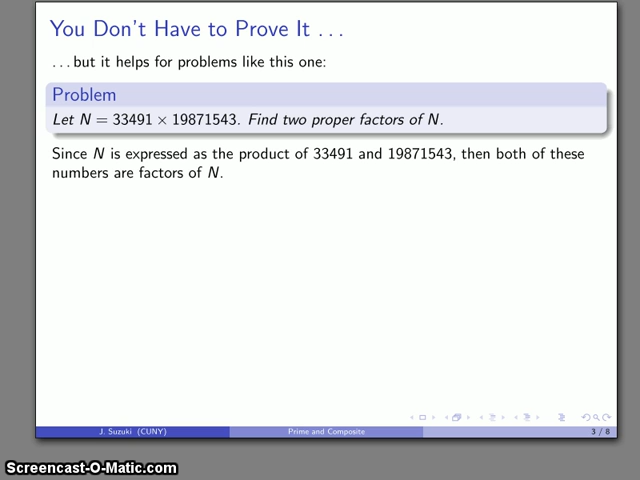 You Don't Have to Prove It . . .
. . . but it helps for problems like this one:
Problem
Let N = 33491 × 19871543. Find two proper factors of N.
Since N is expressed as the product of 33491 and 19871543, then both of these
numbers are factors of N.
J. Suzuki (CUNY) Prime and Composite 3 / 8
Screencast-O-Matic.com